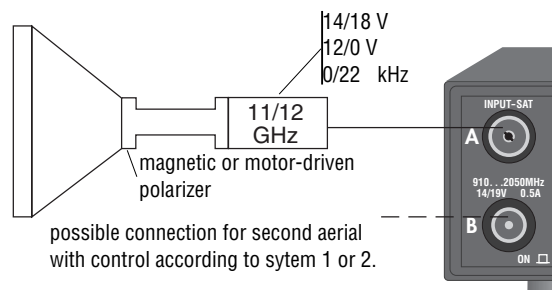 14/18 V
12/0 V
0/22 kHz
11/12
GHz
INPUT-SAT
A
magnetic or motor-driven
polarizer
910. . .2050MHz
14/19V 0.5A
B
possible connection for second aerial
with control according to sytem 1 or 2.
ON